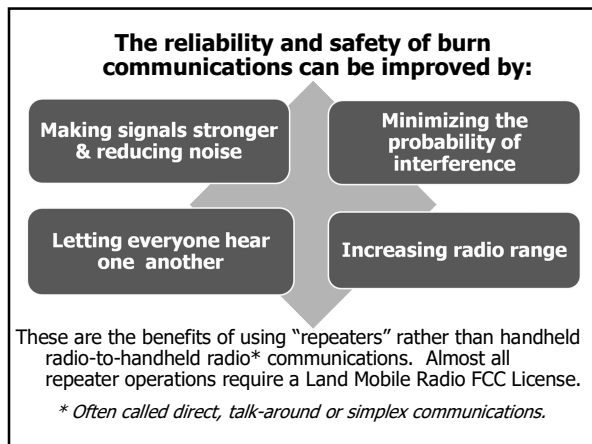 The reliability and safety of burn
communications can be improved by:
Making signals stronger
& reducing noise
Minimizing the
probability of
interference
Letting everyone hear
one another
Increasing radio range
These are the benefits of using “repeaters” rather than handheld
radio-to-handheld radio* communications. Almost all
repeater operations require a Land Mobile Radio FCC License.
* Often called direct, talk-around or simplex communications.